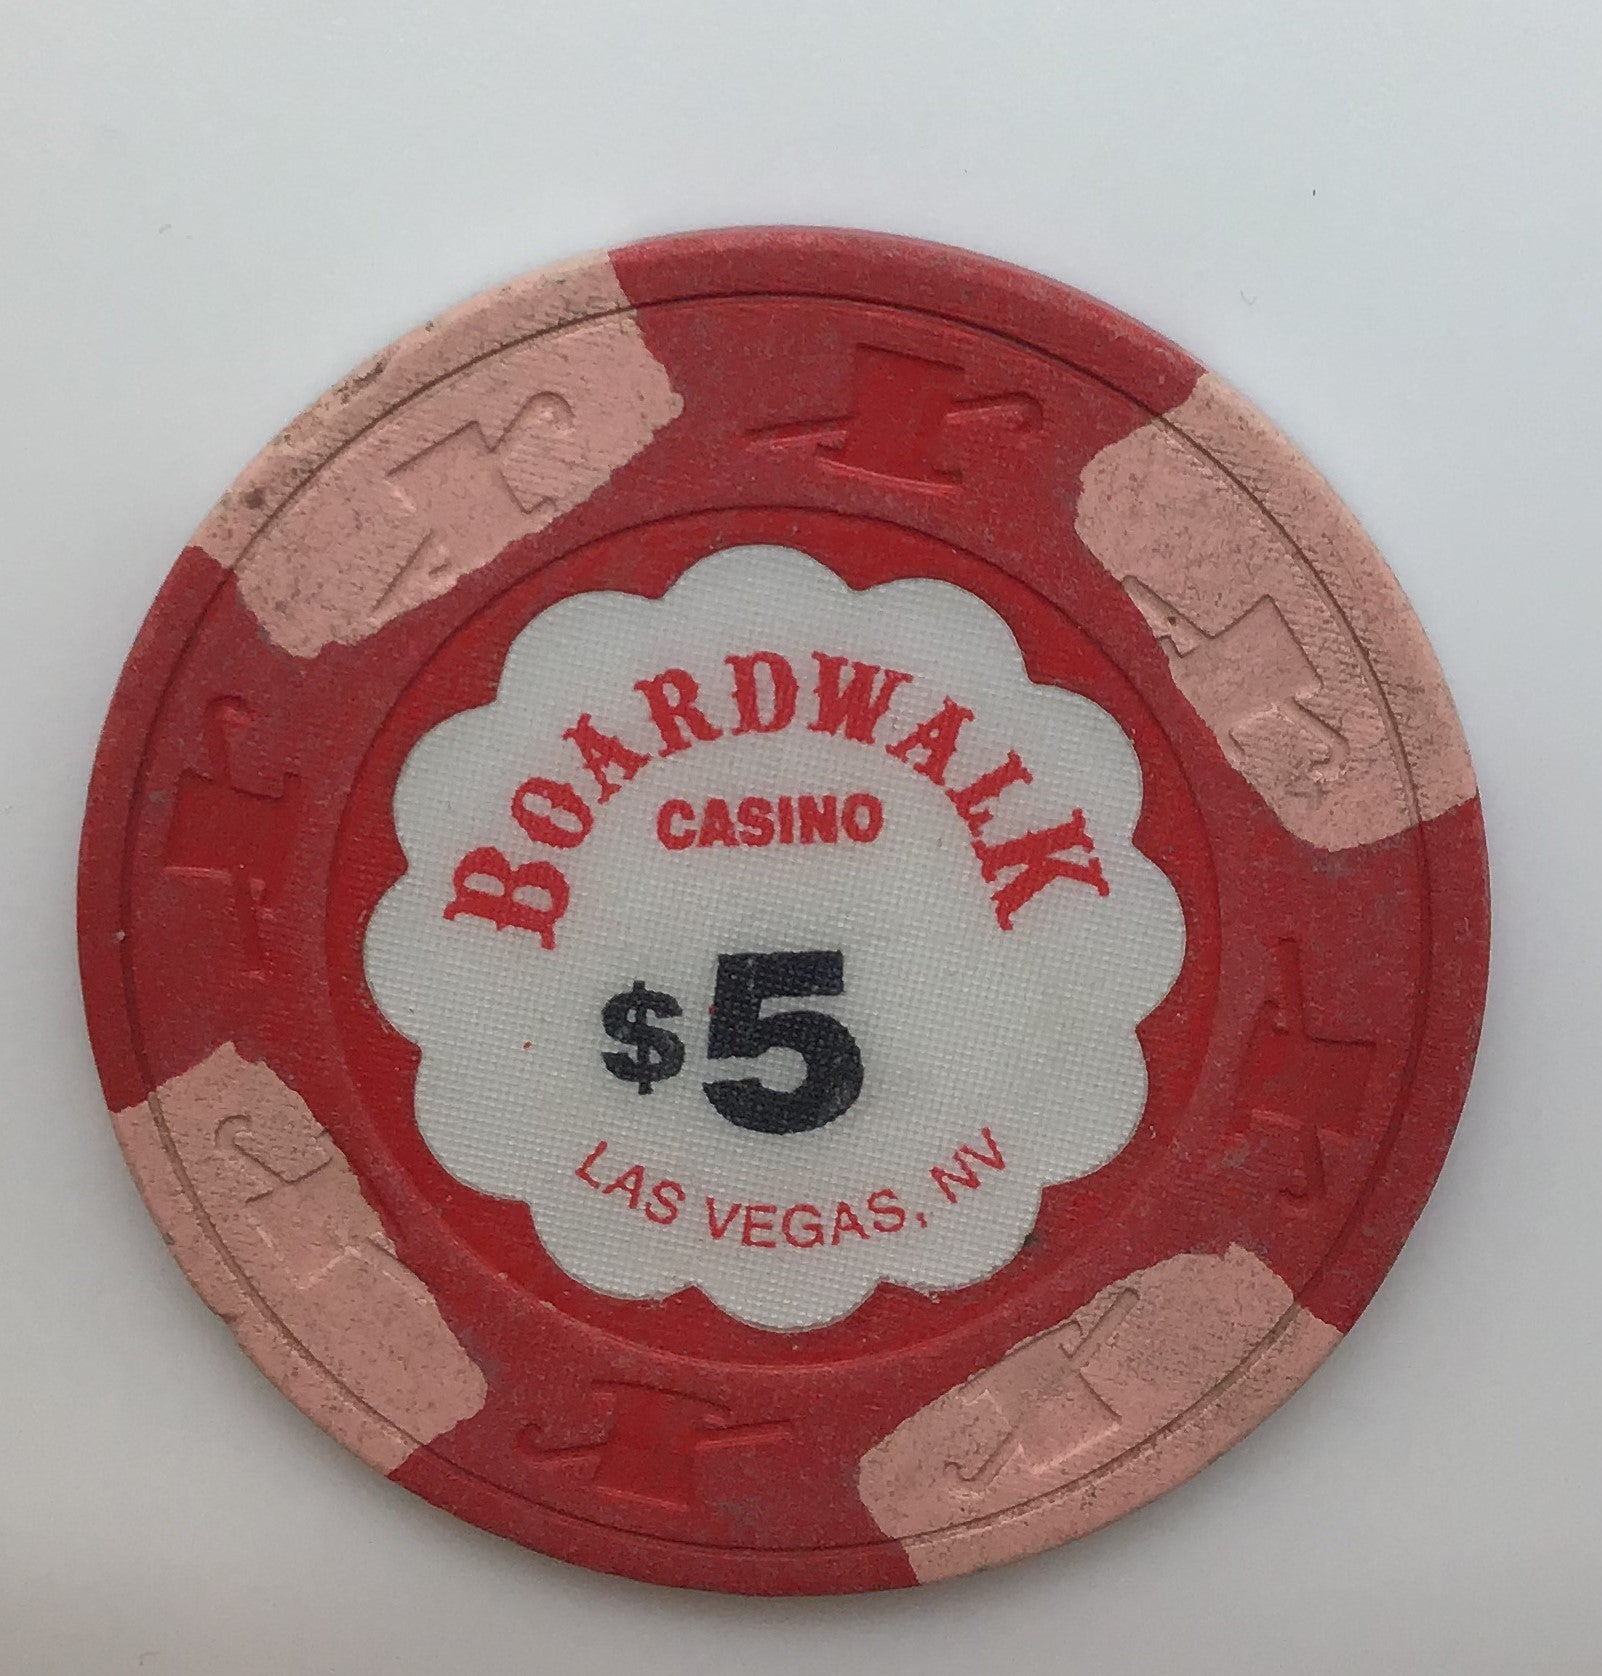 BOARDWALK
CASINO
$5
LAS VEGAS, NV